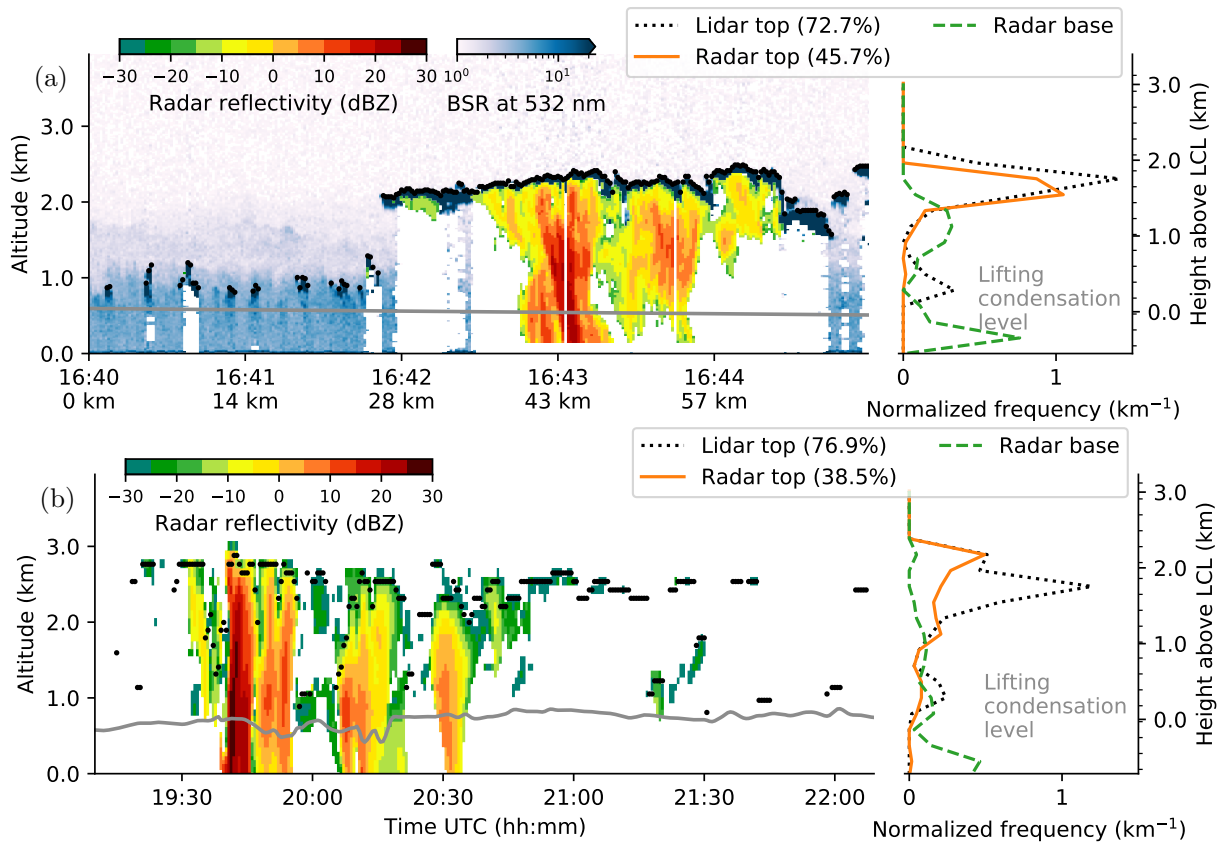 Lidar top (72.7%)
Radar top (45.7%)
Radar base
(a)
−30 −20 −10 0 10 20 30
Radar reflectivity (dBZ)
10⁰ 10¹
BSR at 532 nm
Altitude (km)
3.0
2.0
1.0
0.0
16:40 16:41 16:42 16:43 16:44
0 km 14 km 28 km 43 km 57 km
Lifting
condensation
level
3.0
2.0
1.0
0.0
Height above LCL (km)
0 1
Normalized frequency (km⁻¹)
Lidar top (76.9%)
Radar top (38.5%)
Radar base
(b)
−30 −20 −10 0 10 20 30
Radar reflectivity (dBZ)
Altitude (km)
3.0
2.0
1.0
0.0
19:30 20:00 20:30 21:00 21:30 22:00
Time UTC (hh:mm)
Lifting
condensation
level
3.0
2.0
1.0
0.0
Height above LCL (km)
0 1
Normalized frequency (km⁻¹)